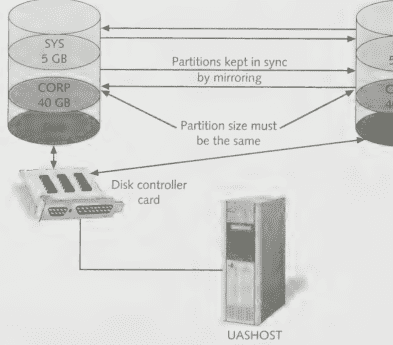 SYS
5 GB
Partitions kept in sync
by mirroring
CORP
40 GB
Partition size must
be the same
Disk controller
card
UASHOST